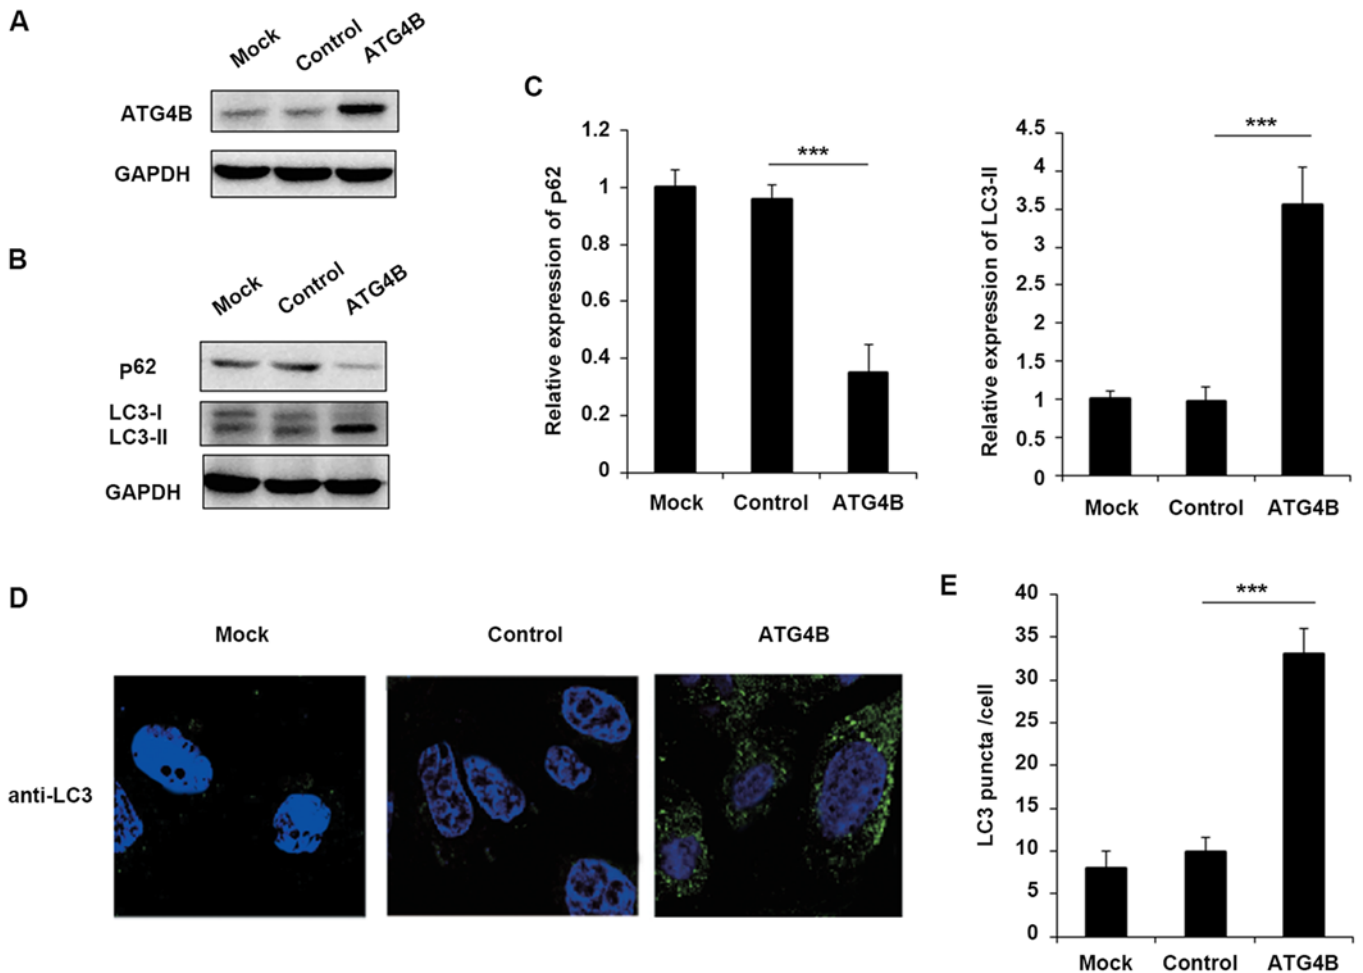 A
Mock Control ATG4B
ATG4B
GAPDH
B
Mock Control ATG4B
P62
LC3-I
LC3-II
GAPDH
C
Relative expression of p62
1.2
1
0.8
0.6
0.4
0.2
0
***
Mock Control ATG4B
Relative expression of LC3-II
4.5
4
3.5
3
2.5
2
1.5
1
0.5
0
***
Mock Control ATG4B
D
Mock Control ATG4B
anti-LC3
E
LC3 puncta /cell
40
35
30
25
20
15
10
5
0
***
Mock Control ATG4B